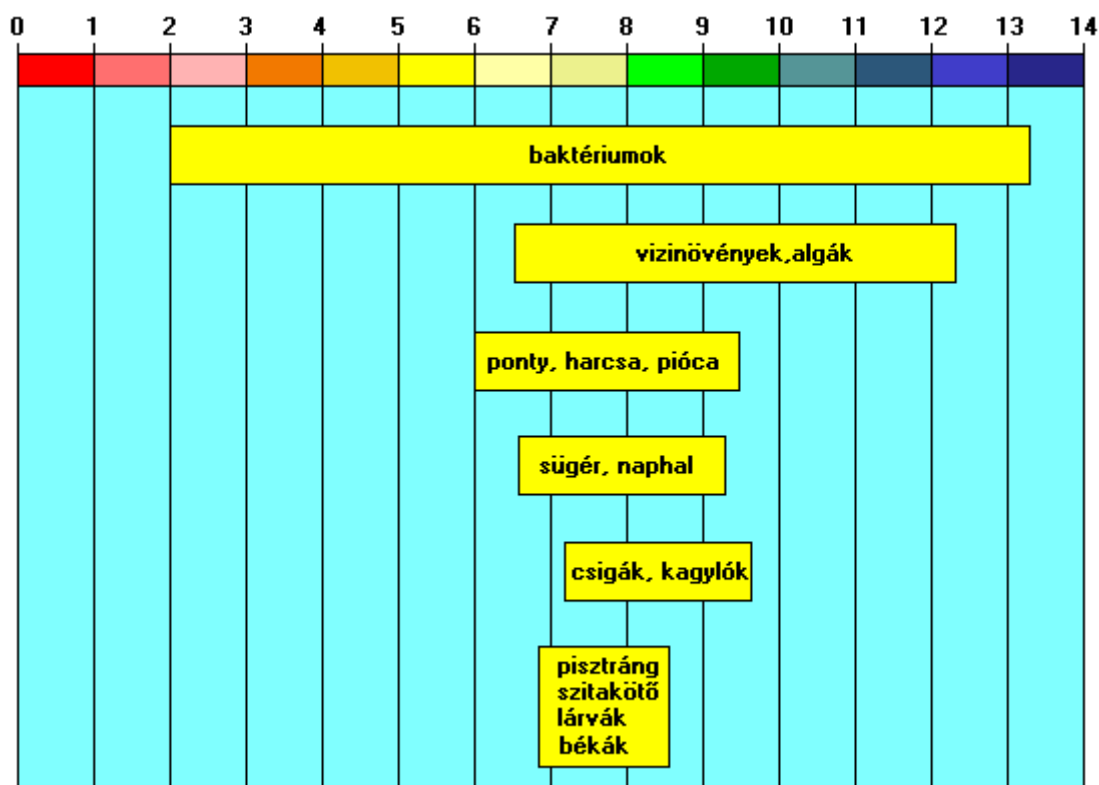 0 1 2 3 4 5 6 7 8 9 10 11 12 13 14
baktériumok
vizinövények,algák
ponty, harcsa, pióca
sügér, naphal
csigák, kagylók
pisztráng
szitakötő
lárvák
békák